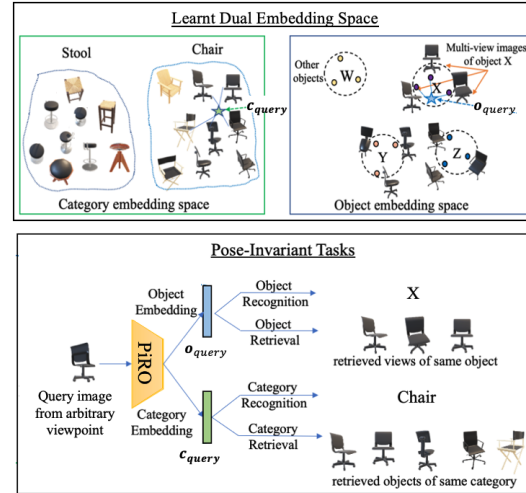 Learnt Dual Embedding Space
Stool
Chair
c_query
Category embedding space
Other
objects
W
Multi-view images
of object X
X
o_query
Y
Z
Object embedding space
Pose-Invariant Tasks
Query image
from arbitrary
viewpoint
PiRO
Object
Embedding
o_query
Category
Embedding
c_query
Object
Recognition
Object
Retrieval
Category
Recognition
Category
Retrieval
X
retrieved views of same object
Chair
retrieved objects of same category